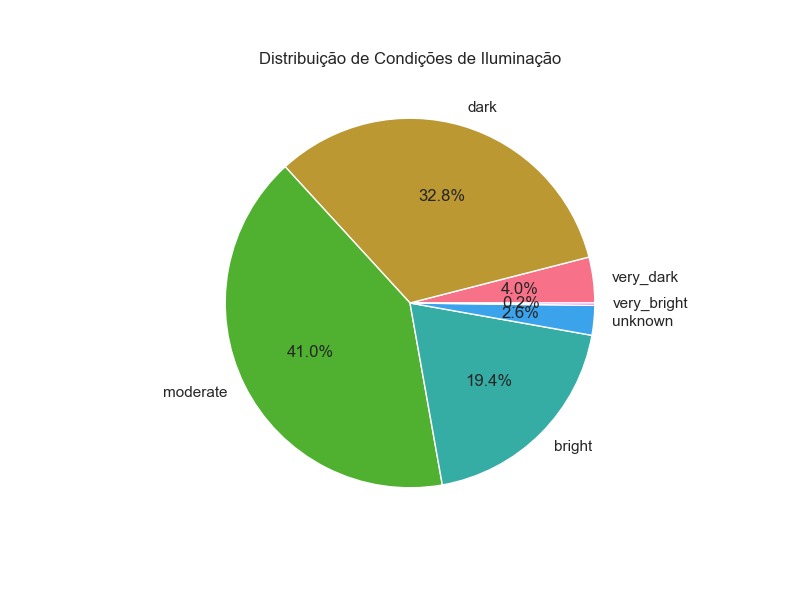 Distribuição de Condições de Iluminação
dark
32.8%
very_dark
4.0%
very_bright
0.2%
unknown
2.6%
41.0%
moderate
19.4%
bright